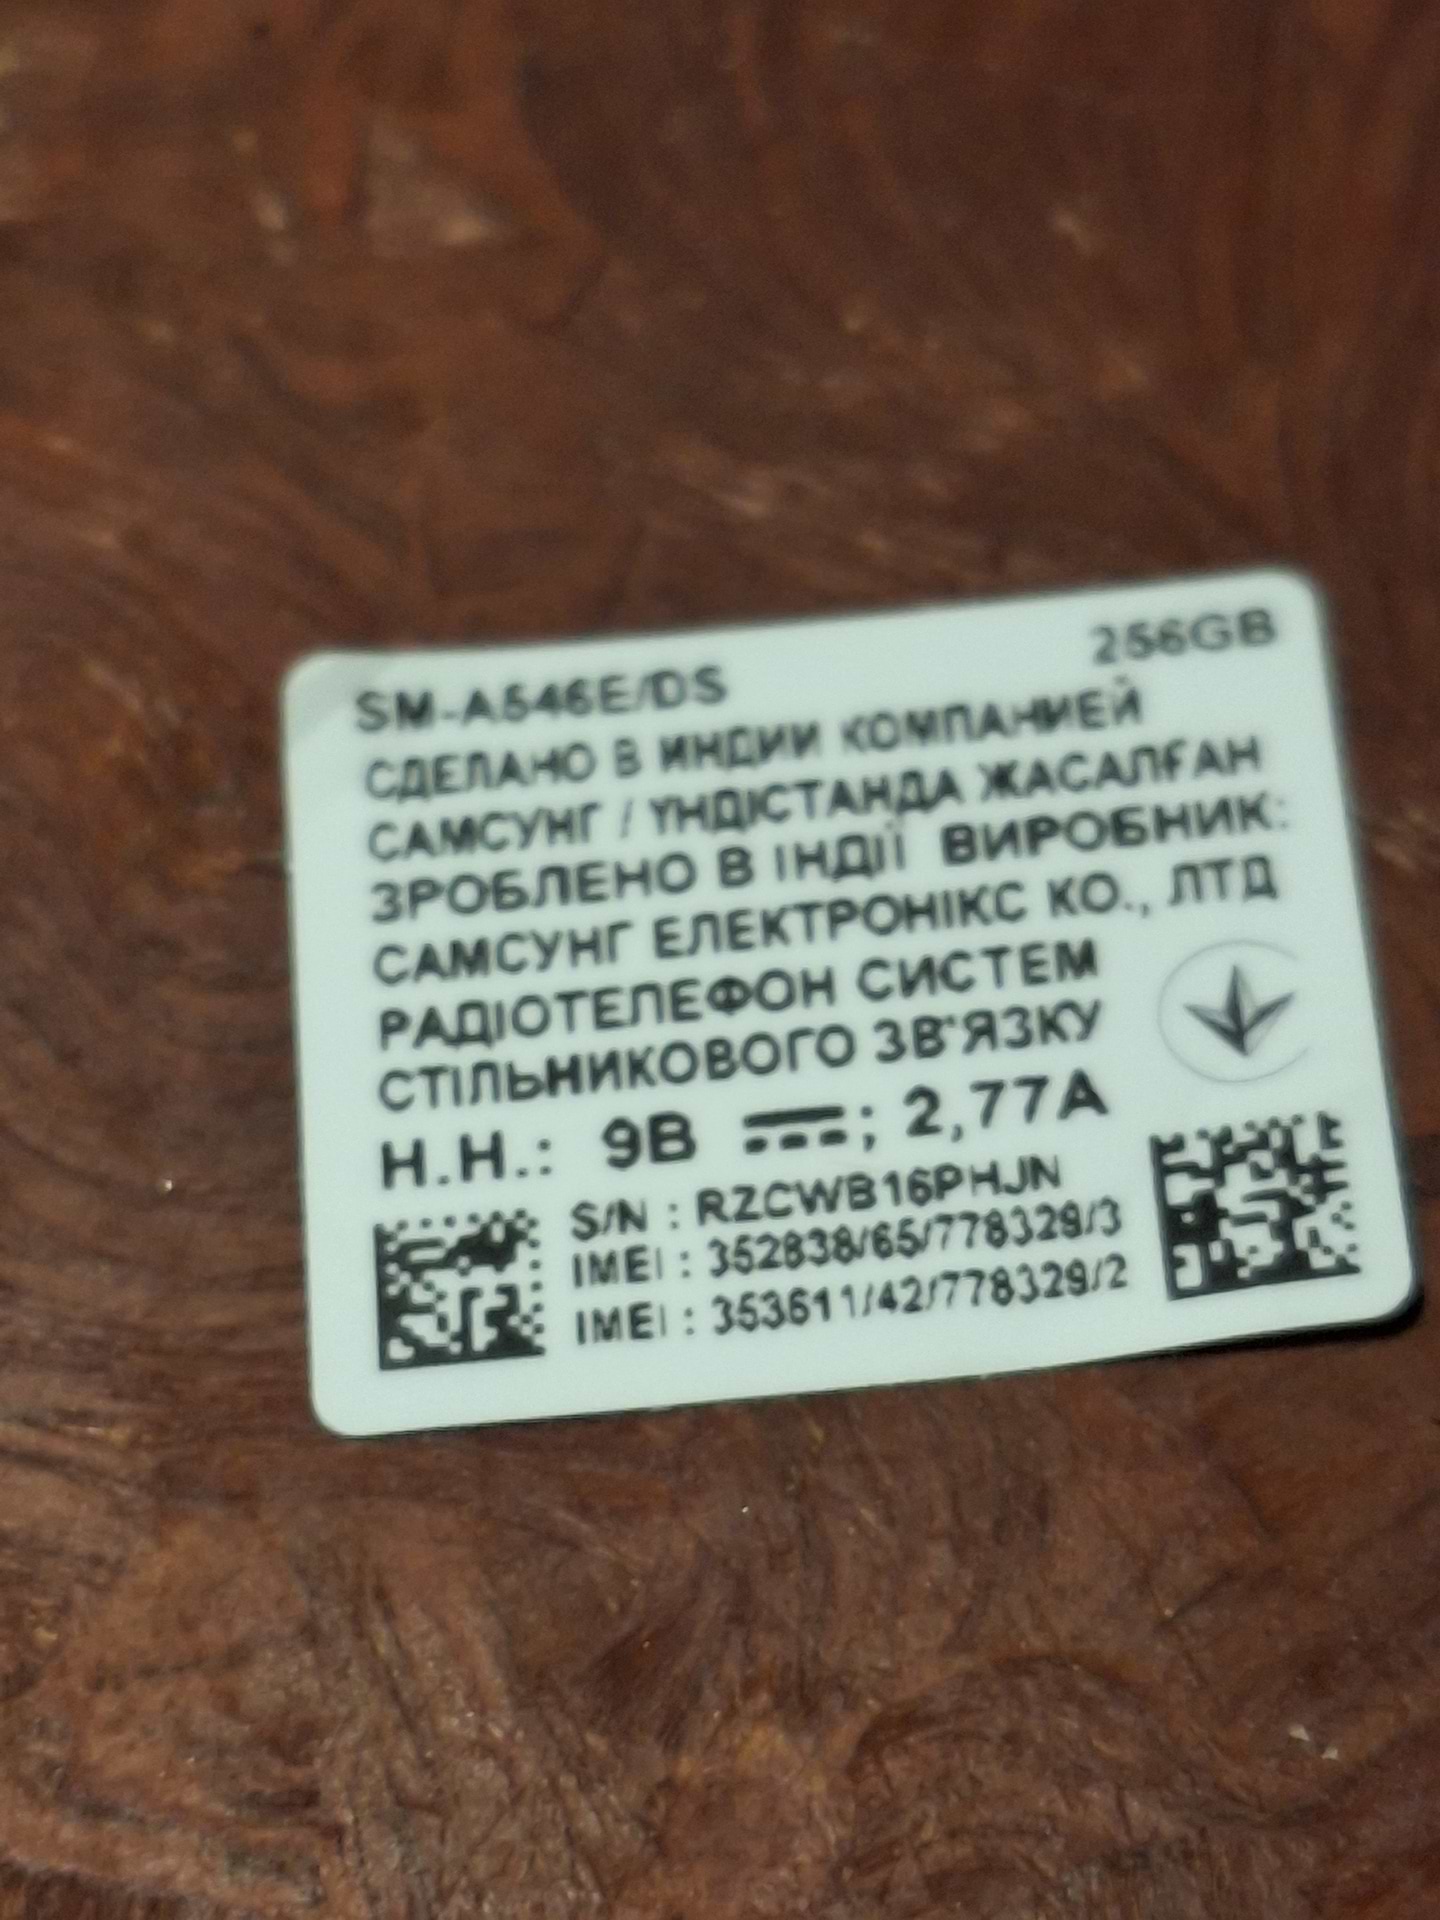 SM-A546E/DS 256GB
СДЕЛАНО В ИНДИИ КОМПАНИЕЙ
САМСУНГ / ҮНДІСТАНДА ЖАСАЛҒАН
ЗРОБЛЕНО В ІНДІЇ ВИРОБНИК:
САМСУНГ ЕЛЕКТРОНІКС КО., ЛТД
РАДІОТЕЛЕФОН СИСТЕМ
СТІЛЬНИКОВОГО ЗВ'ЯЗКУ
Н.Н.: 9В ⎓; 2,77А
S/N : RZCWB16PHJN
IMEI : 352838/65/778329/3
IMEI : 353611/42/778329/2